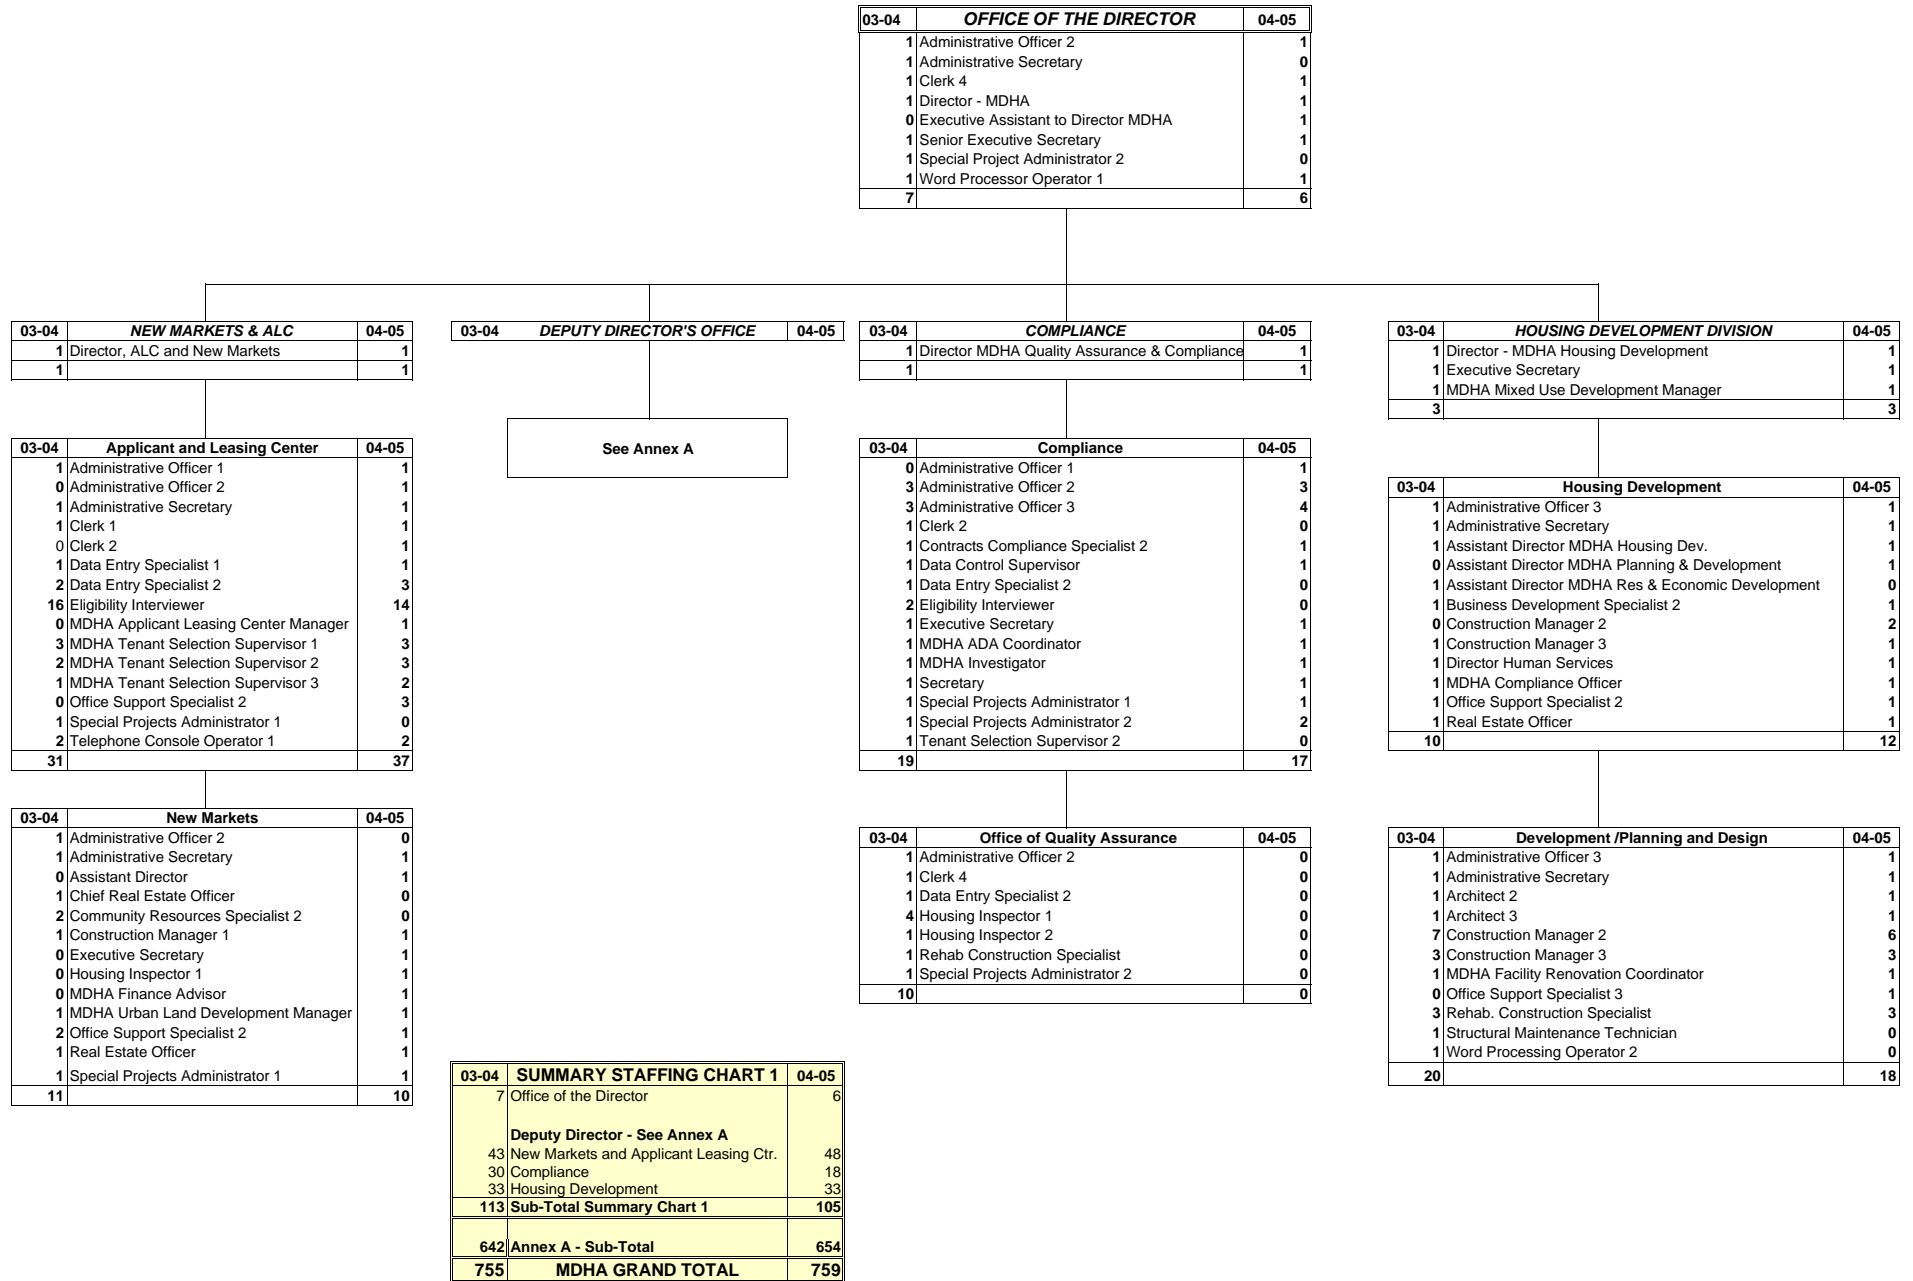 03-04 OFFICE OF THE DIRECTOR 04-05
1 Administrative Officer 2 1
1 Administrative Secretary 0
1 Clerk 4 1
1 Director - MDHA 1
0 Executive Assistant to Director MDHA 1
1 Senior Executive Secretary 1
1 Special Project Administrator 2 0
1 Word Processor Operator 1 1
7 6
03-04 NEW MARKETS & ALC 04-05
1 Director, ALC and New Markets 1
1 1
03-04 Applicant and Leasing Center 04-05
1 Administrative Officer 1 1
0 Administrative Officer 2 1
1 Administrative Secretary 1
1 Clerk 1 1
0 Clerk 2 1
1 Data Entry Specialist 1 1
2 Data Entry Specialist 2 3
16 Eligibility Interviewer 14
0 MDHA Applicant Leasing Center Manager 1
3 MDHA Tenant Selection Supervisor 1 3
2 MDHA Tenant Selection Supervisor 2 3
1 MDHA Tenant Selection Supervisor 3 2
0 Office Support Specialist 2 3
1 Special Projects Administrator 1 0
2 Telephone Console Operator 1 2
31 37
03-04 New Markets 04-05
1 Administrative Officer 2 0
1 Administrative Secretary 1
0 Assistant Director 1
1 Chief Real Estate Officer 0
2 Community Resources Specialist 2 0
1 Construction Manager 1 1
0 Executive Secretary 1
0 Housing Inspector 1 1
0 MDHA Finance Advisor 1
1 MDHA Urban Land Development Manager 1
2 Office Support Specialist 2 1
1 Real Estate Officer 1
1 Special Projects Administrator 1 1
11 10
03-04 DEPUTY DIRECTOR'S OFFICE 04-05
See Annex A
03-04 COMPLIANCE 04-05
1 Director MDHA Quality Assurance & Compliance 1
1 1
03-04 Compliance 04-05
0 Administrative Officer 1 1
3 Administrative Officer 2 3
3 Administrative Officer 3 4
1 Clerk 2 0
1 Contracts Compliance Specialist 2 1
1 Data Control Supervisor 1
1 Data Entry Specialist 2 0
2 Eligibility Interviewer 0
1 Executive Secretary 1
1 MDHA ADA Coordinator 1
1 MDHA Investigator 1
1 Secretary 1
1 Special Projects Administrator 1 1
1 Special Projects Administrator 2 2
1 Tenant Selection Supervisor 2 0
19 17
03-04 Office of Quality Assurance 04-05
1 Administrative Officer 2 0
1 Clerk 4 0
1 Data Entry Specialist 2 0
4 Housing Inspector 1 0
1 Housing Inspector 2 0
1 Rehab Construction Specialist 0
1 Special Projects Administrator 2 0
10 0
03-04 HOUSING DEVELOPMENT DIVISION 04-05
1 Director - MDHA Housing Development 1
1 Executive Secretary 1
1 MDHA Mixed Use Development Manager 1
3 3
03-04 Housing Development 04-05
1 Administrative Officer 3 1
1 Administrative Secretary 1
1 Assistant Director MDHA Housing Dev. 1
0 Assistant Director MDHA Planning & Development 1
1 Assistant Director MDHA Res & Economic Development 0
1 Business Development Specialist 2 1
0 Construction Manager 2 2
1 Construction Manager 3 1
1 Director Human Services 1
1 MDHA Compliance Officer 1
1 Office Support Specialist 2 1
1 Real Estate Officer 1
10 12
03-04 Development /Planning and Design 04-05
1 Administrative Officer 3 1
1 Administrative Secretary 1
1 Architect 2 1
1 Architect 3 1
7 Construction Manager 2 6
3 Construction Manager 3 3
1 MDHA Facility Renovation Coordinator 1
0 Office Support Specialist 3 1
3 Rehab. Construction Specialist 3
1 Structural Maintenance Technician 0
1 Word Processing Operator 2 0
20 18
03-04 SUMMARY STAFFING CHART 1 04-05
7 Office of the Director 6
Deputy Director - See Annex A
43 New Markets and Applicant Leasing Ctr. 48
30 Compliance 18
33 Housing Development 33
113 Sub-Total Summary Chart 1 105
642 Annex A - Sub-Total 654
755 MDHA GRAND TOTAL 759